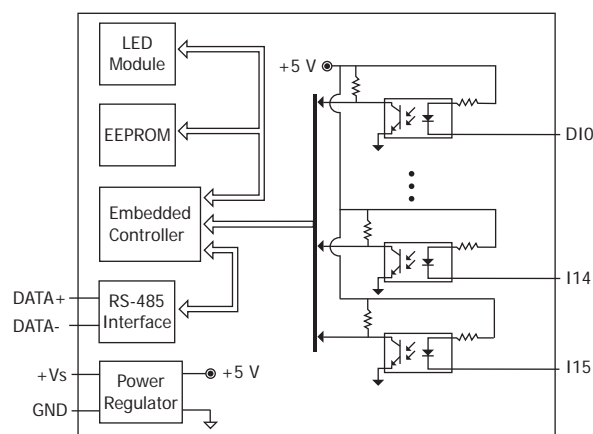 LED
Module
+5 V
EEPROM
DI0
Embedded
Controller
I14
DATA+
DATA-
RS-485
Interface
I15
+Vs
GND
Power
Regulator
+5 V